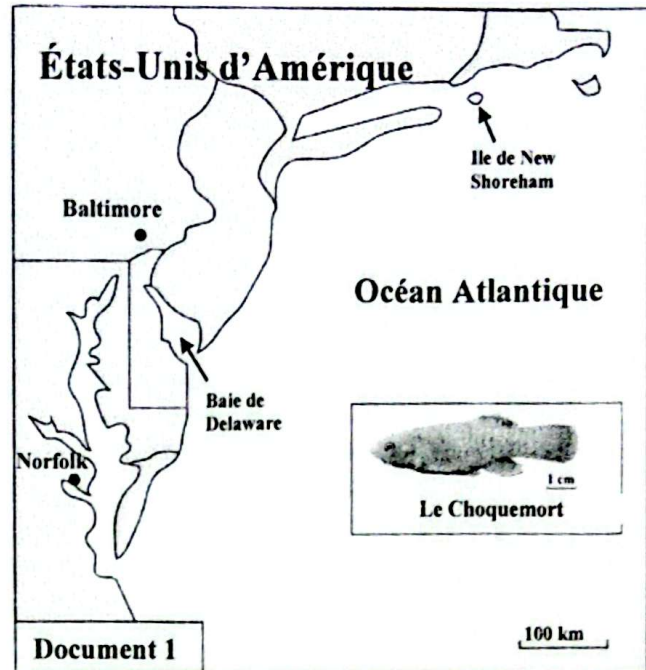 États-Unis d'Amérique
Ile de New
Shoreham
Baltimore
Océan Atlantique
Baie de
Delaware
Norfolk
1 cm
Le Choquemort
Document 1
100 km